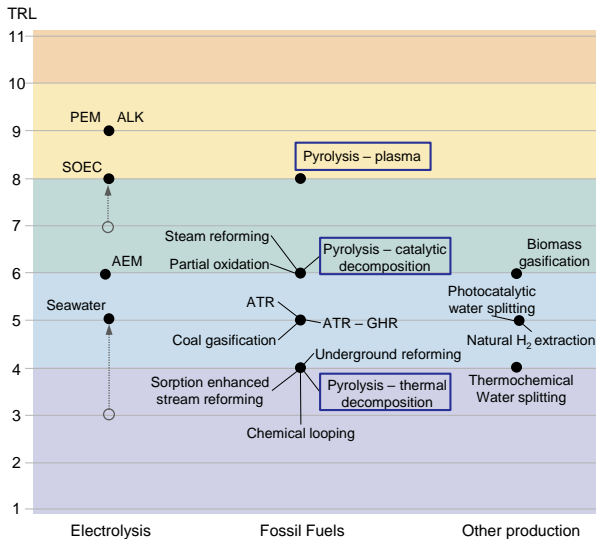 TRL
11
10
9
PEM ALK
8
SOEC
Pyrolysis – plasma
7
Steam reforming
Partial oxidation
Pyrolysis – catalytic
decomposition
Biomass
gasification
6
AEM
Seawater
ATR
ATR – GHR
Coal gasification
Photocatalytic
water splitting
Natural H₂ extraction
5
Underground reforming
4
Sorption enhanced
stream reforming
Pyrolysis – thermal
decomposition
Thermochemical
Water splitting
3
Chemical looping
2
1
Electrolysis
Fossil Fuels
Other production